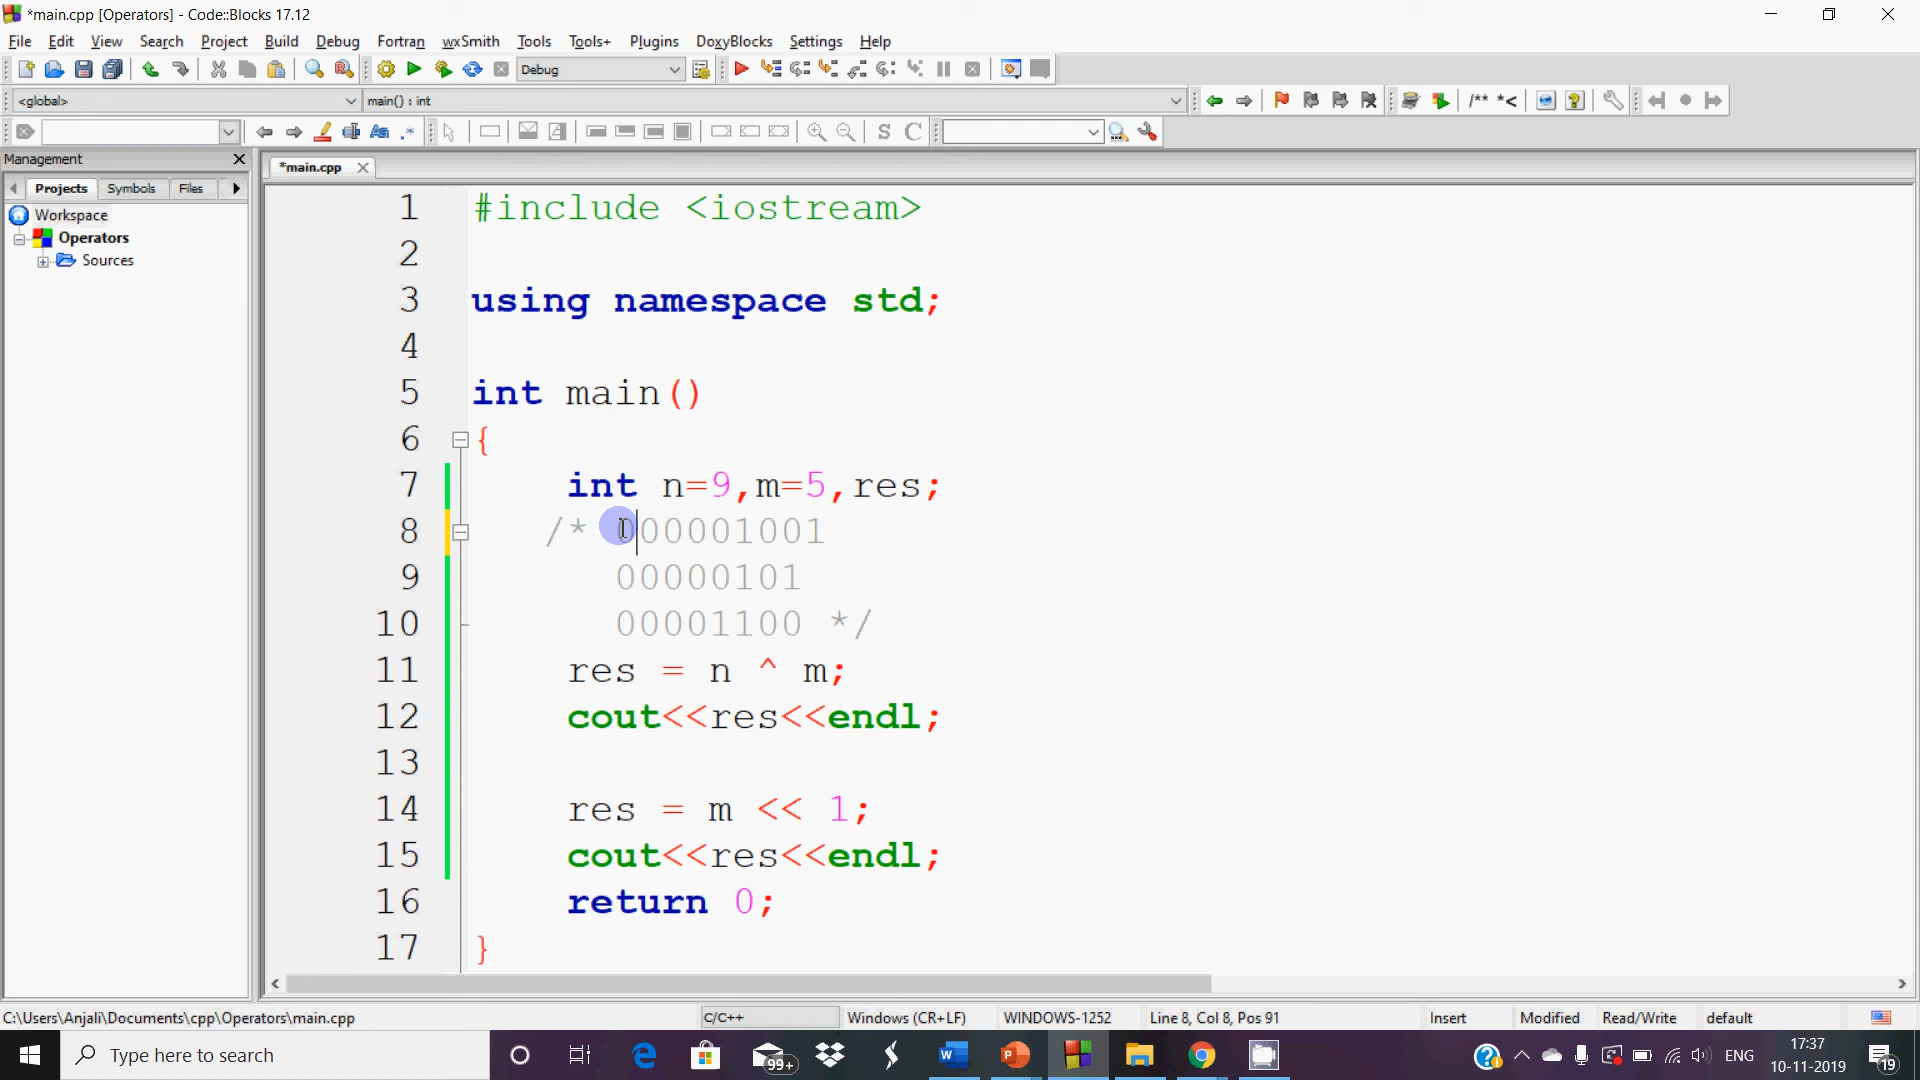 *main.cpp [Operators] - Code::Blocks 17.12
File Edit View Search Project Build Debug Fortran wxSmith Tools Tools+ Plugins DoxyBlocks Settings Help
Debug
<global> main() : int /** *<
S C
Management
Projects Symbols Files
Workspace
Operators
Sources
*main.cpp
1 #include <iostream>
2
3 using namespace std;
4
5 int main()
6 {
7 int n=9,m=5,res;
8 /* 000001001
9 00000101
10 00001100 */
11 res = n ^ m;
12 cout<<res<<endl;
13
14 res = m << 1;
15 cout<<res<<endl;
16 return 0;
17 }
C:\Users\Anjali\Documents\cpp\Operators\main.cpp C/C++ Windows (CR+LF) WINDOWS-1252 Line 8, Col 8, Pos 91 Insert Modified Read/Write default
Type here to search 99+ ENG 17:37
10-11-2019 19